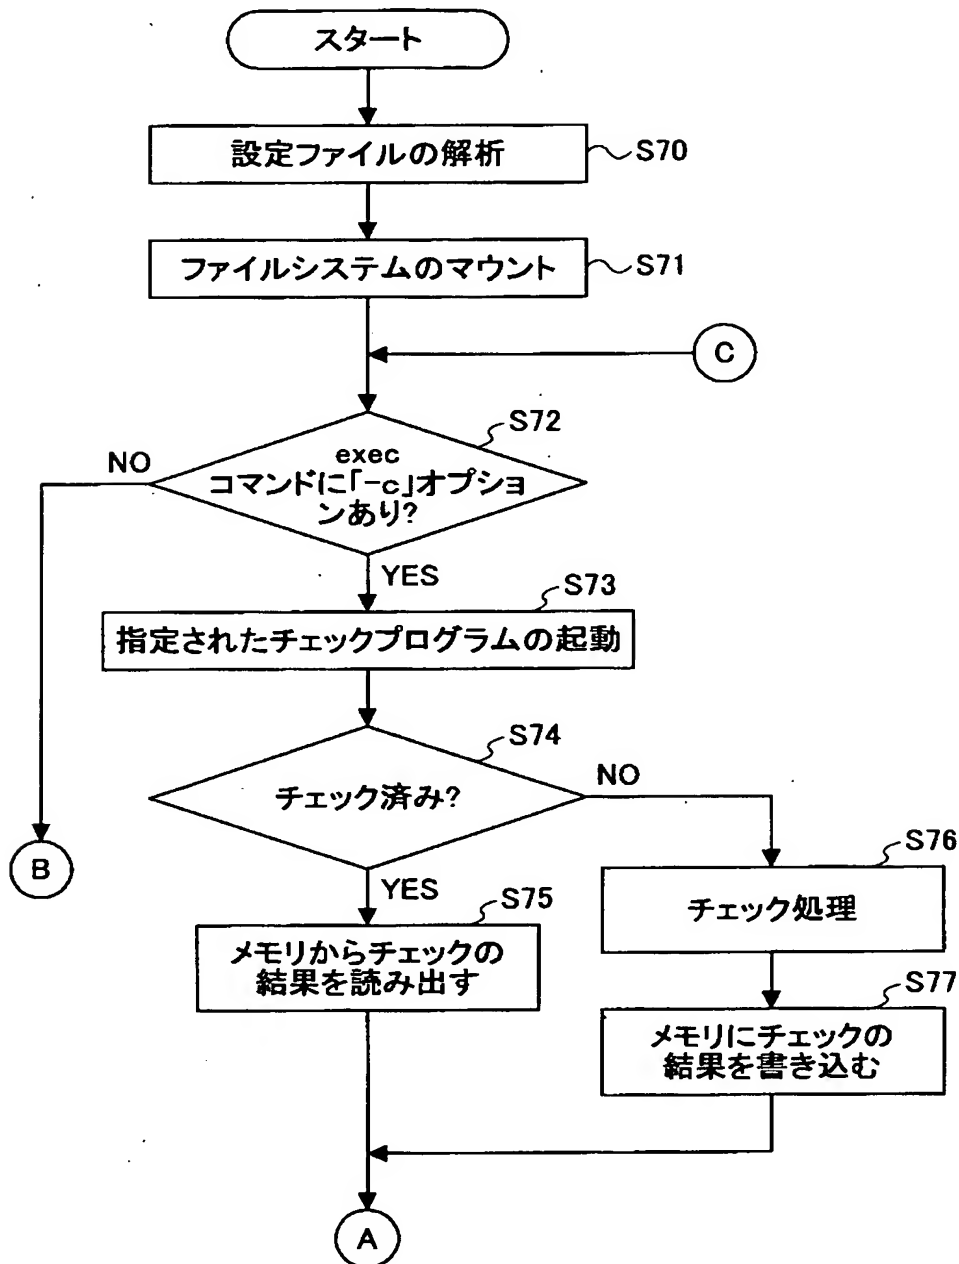 スタート
設定ファイルの解析
S70
ファイルシステムのマウント
S71
C
S72
exec
コマンドに「-c」オプショ
ンあり?
NO
YES
S73
指定されたチェックプログラムの起動
S74
チェック済み?
NO
B
YES
S76
チェック処理
S75
メモリからチェックの
結果を読み出す
S77
メモリにチェックの
結果を書き込む
A